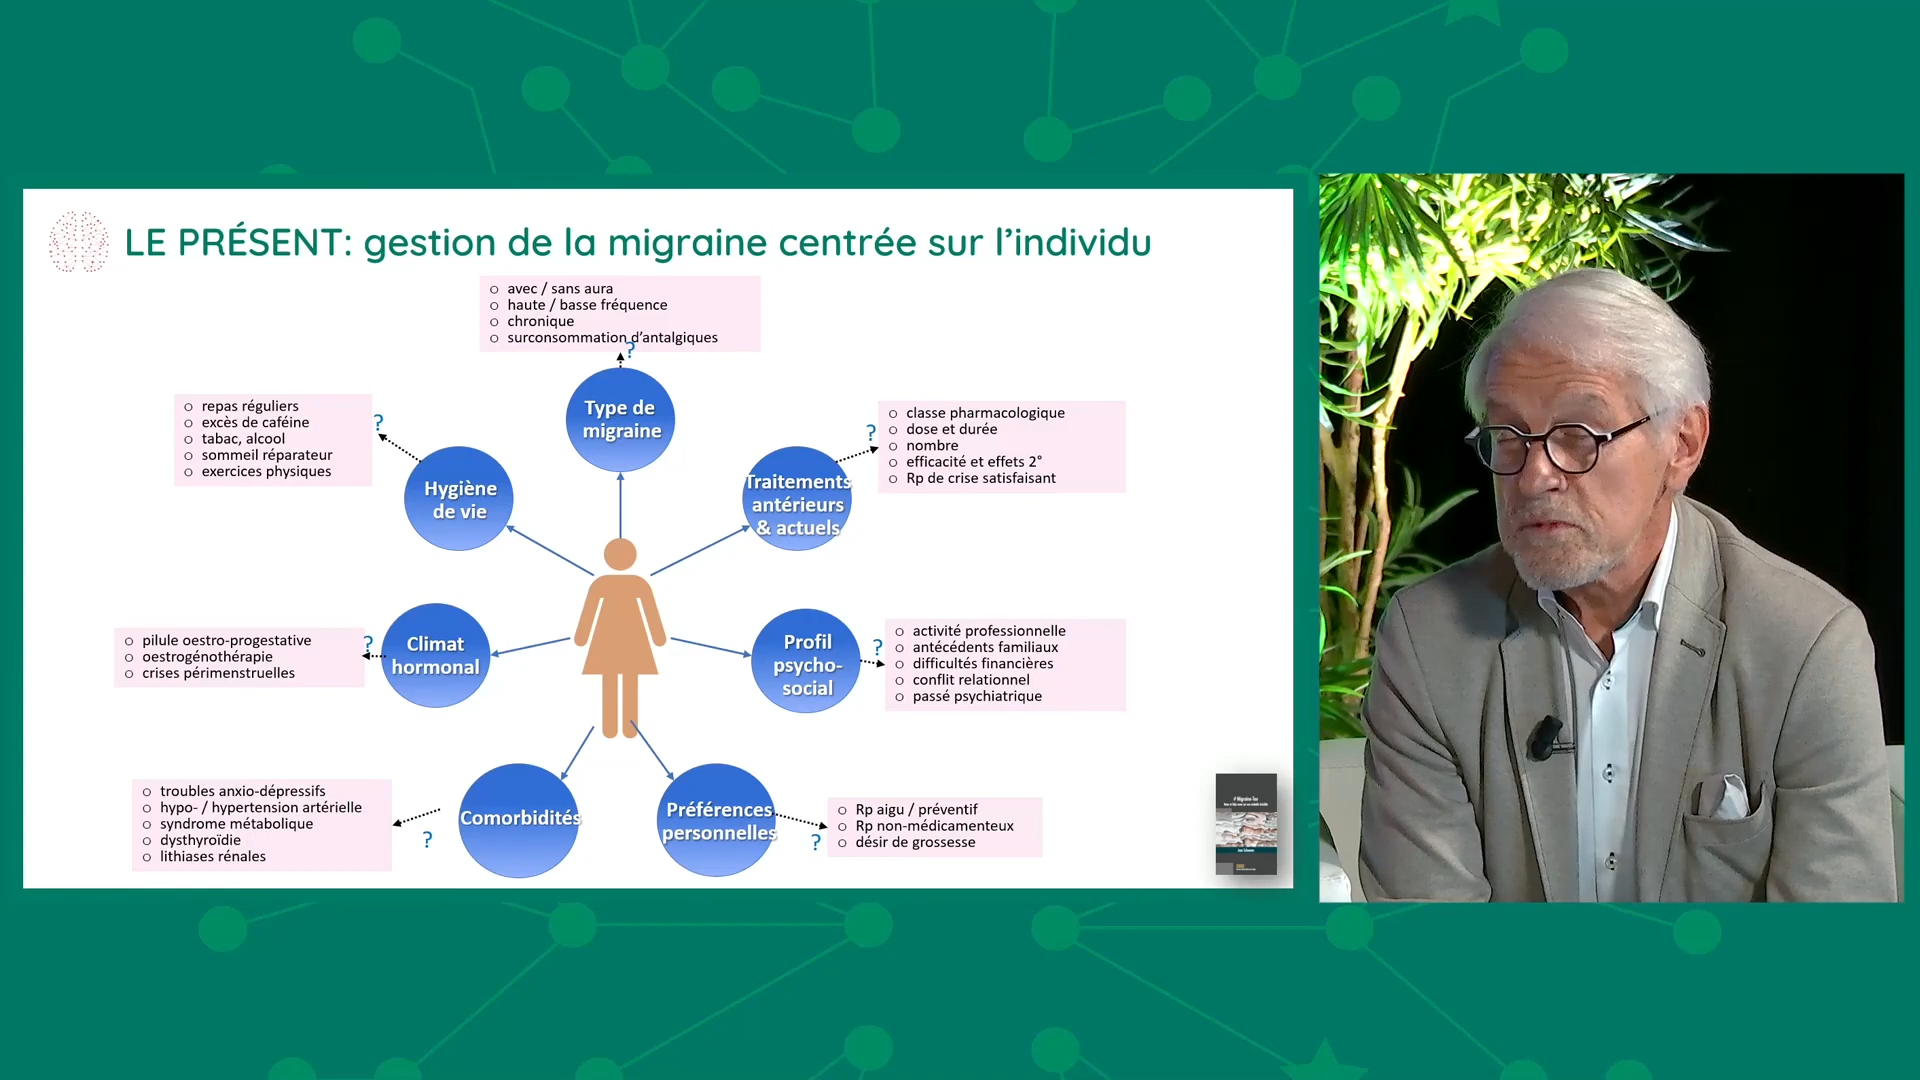 LE PRÉSENT: gestion de la migraine centrée sur l’individu
o avec / sans aura
o haute / basse fréquence
o chronique
o surconsommation d’antalgiques
?
Type de
migraine
o repas réguliers
o excès de caféine
o tabac, alcool
o sommeil réparateur
o exercices physiques
?
Hygiène
de vie
?
o classe pharmacologique
o dose et durée
o nombre
o efficacité et effets 2°
o Rp de crise satisfaisant
Traitements
antérieurs
& actuels
o pilule oestro-progestative
o oestrogénothérapie
o crises périmenstruelles
?
Climat
hormonal
Profil
psycho-
social
?
o activité professionnelle
o antécédents familiaux
o difficultés financières
o conflit relationnel
o passé psychiatrique
o troubles anxio-dépressifs
o hypo- / hypertension artérielle
o syndrome métabolique
o dysthyroïdie
o lithiases rénales
?
Comorbidités
Préférences
personnelles
?
o Rp aigu / préventif
o Rp non-médicamenteux
o désir de grossesse
# Migraine Too